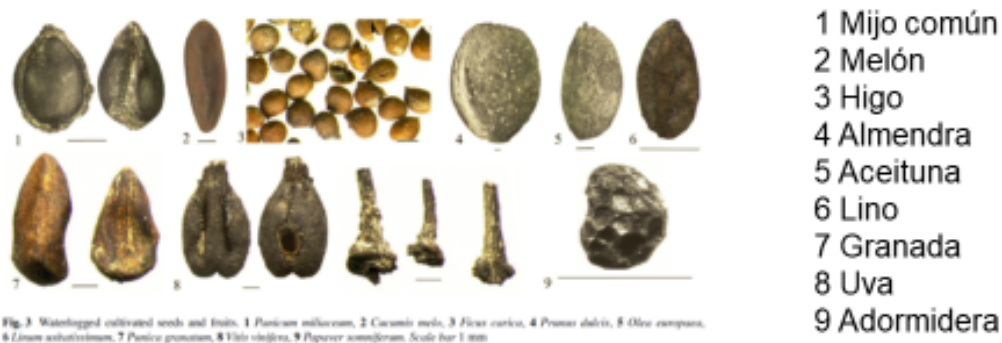 1 Mijo común
2 Melón
3 Higo
4 Almendra
5 Aceituna
6 Lino
7 Granada
8 Uva
9 Adormidera
1
2
3
4
5
6
7
8
9
Fig. 3 Waterlogged cultivated seeds and fruits. 1 Panicum miliaceum, 2 Cucumis melo, 3 Ficus carica, 4 Prunus dulcis, 5 Olea europaea,
6 Linum usitatissimum, 7 Punica granatum, 8 Vitis vinifera, 9 Papaver somniferum. Scale bar 1 mm